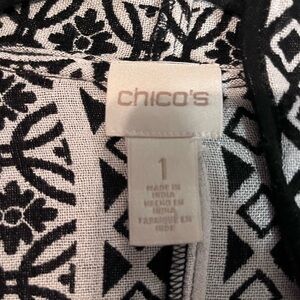 chico's
1
MADE IN
INDIA
HECHO EN
INDIA
FABRIQUÉ EN
INDE